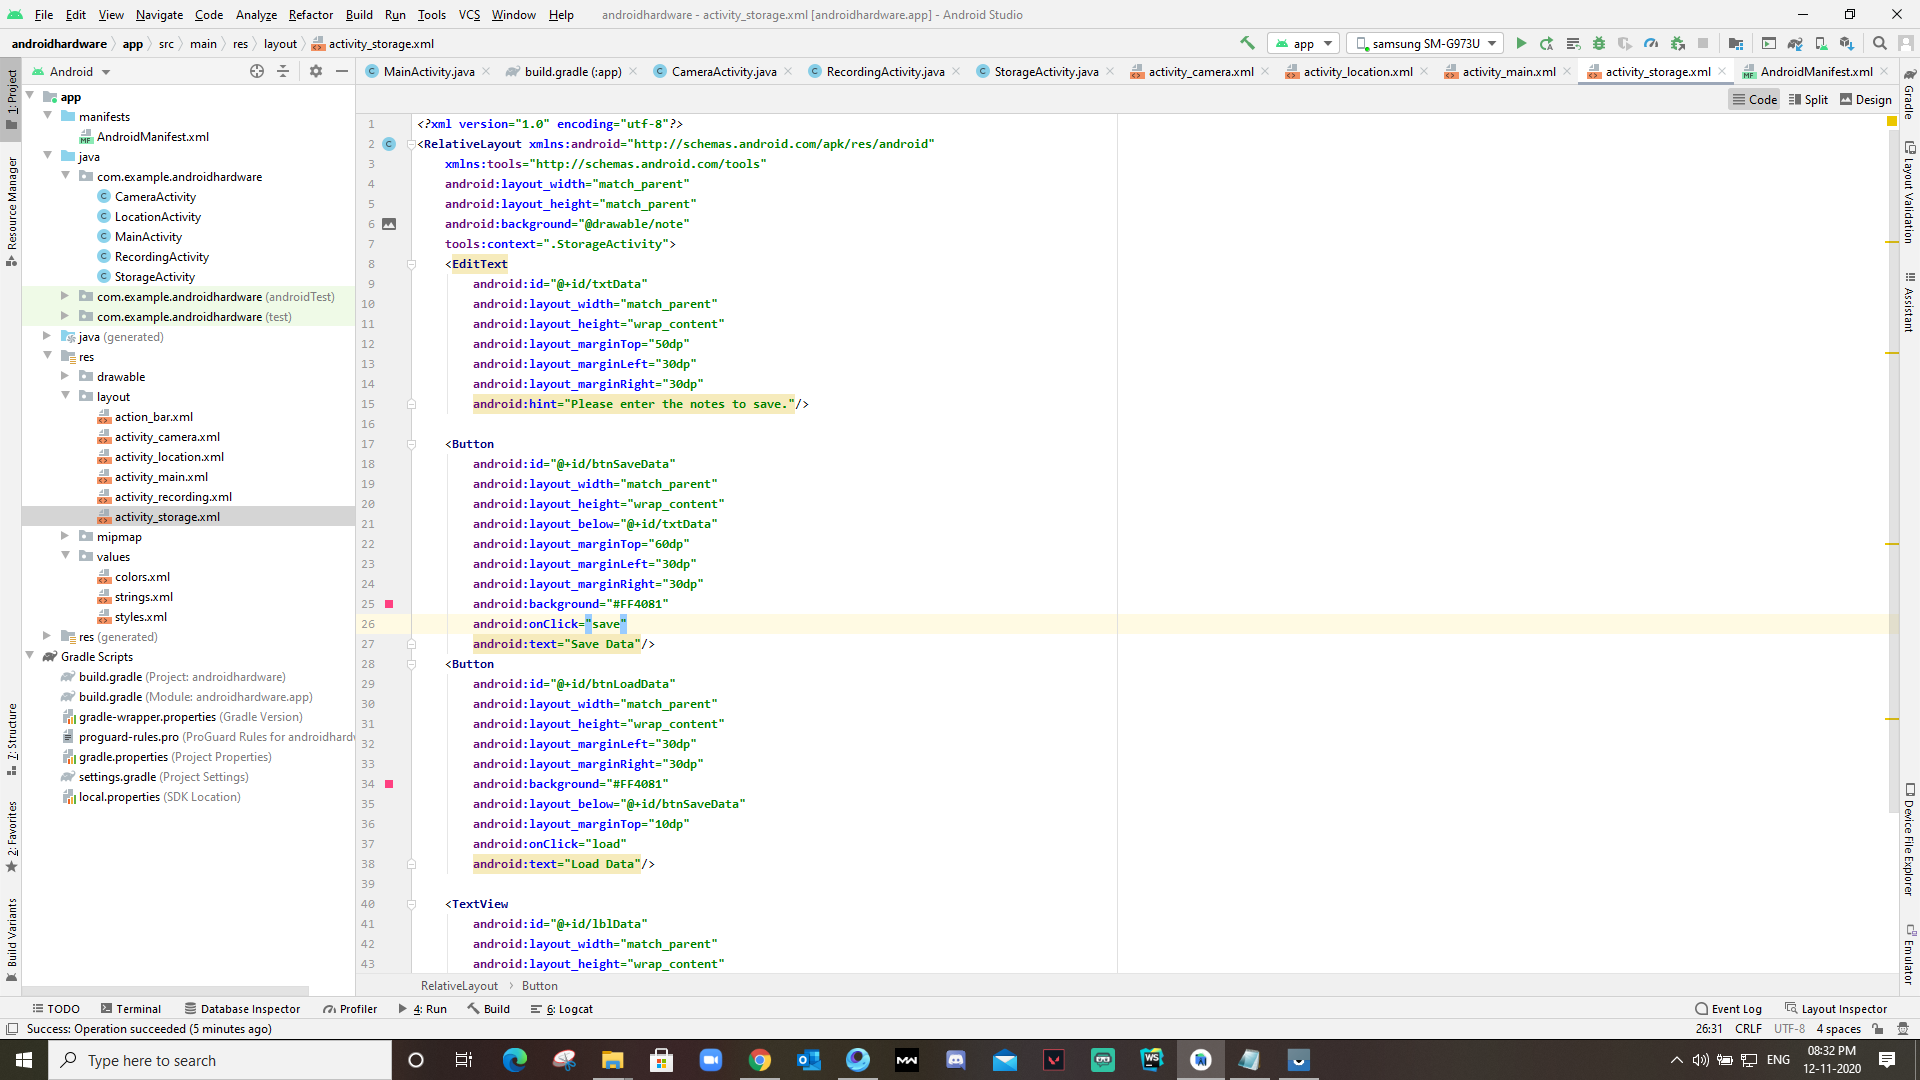 File Edit View Navigate Code Analyze Refactor Build Run Tools VCS Window Help androidhardware - activity_storage.xml [androidhardware.app] - Android Studio
androidhardware app src main res layout activity_storage.xml app samsung SM-G973U
Android MainActivity.java build.gradle (:app) CameraActivity.java RecordingActivity.java StorageActivity.java activity_camera.xml activity_location.xml activity_main.xml activity_storage.xml AndroidManifest.xml
Code Split Design
1: Project
Resource Manager
7: Structure
2: Favorites
Build Variants
app
manifests
AndroidManifest.xml
java
com.example.androidhardware
CameraActivity
LocationActivity
MainActivity
RecordingActivity
StorageActivity
com.example.androidhardware (androidTest)
com.example.androidhardware (test)
java (generated)
res
drawable
layout
action_bar.xml
activity_camera.xml
activity_location.xml
activity_main.xml
activity_recording.xml
activity_storage.xml
mipmap
values
colors.xml
strings.xml
styles.xml
res (generated)
Gradle Scripts
build.gradle (Project: androidhardware)
build.gradle (Module: androidhardware.app)
gradle-wrapper.properties (Gradle Version)
proguard-rules.pro (ProGuard Rules for androidhardw
gradle.properties (Project Properties)
settings.gradle (Project Settings)
local.properties (SDK Location)
1 <?xml version="1.0" encoding="utf-8"?>
2 <RelativeLayout xmlns:android="http://schemas.android.com/apk/res/android"
3 xmlns:tools="http://schemas.android.com/tools"
4 android:layout_width="match_parent"
5 android:layout_height="match_parent"
6 android:background="@drawable/note"
7 tools:context=".StorageActivity">
8 <EditText
9 android:id="@+id/txtData"
10 android:layout_width="match_parent"
11 android:layout_height="wrap_content"
12 android:layout_marginTop="50dp"
13 android:layout_marginLeft="30dp"
14 android:layout_marginRight="30dp"
15 android:hint="Please enter the notes to save."/>
16
17 <Button
18 android:id="@+id/btnSaveData"
19 android:layout_width="match_parent"
20 android:layout_height="wrap_content"
21 android:layout_below="@+id/txtData"
22 android:layout_marginTop="60dp"
23 android:layout_marginLeft="30dp"
24 android:layout_marginRight="30dp"
25 android:background="#FF4081"
26 android:onClick="save"
27 android:text="Save Data"/>
28 <Button
29 android:id="@+id/btnLoadData"
30 android:layout_width="match_parent"
31 android:layout_height="wrap_content"
32 android:layout_marginLeft="30dp"
33 android:layout_marginRight="30dp"
34 android:background="#FF4081"
35 android:layout_below="@+id/btnSaveData"
36 android:layout_marginTop="10dp"
37 android:onClick="load"
38 android:text="Load Data"/>
39
40 <TextView
41 android:id="@+id/lblData"
42 android:layout_width="match_parent"
43 android:layout_height="wrap_content"
RelativeLayout Button
Gradle
Layout Validation
Assistant
Device File Explorer
Emulator
TODO Terminal Database Inspector Profiler 4: Run Build 6: Logcat Event Log Layout Inspector
Success: Operation succeeded (5 minutes ago) 26:31 CRLF UTF-8 4 spaces
Type here to search
ENG 08:32 PM
12-11-2020